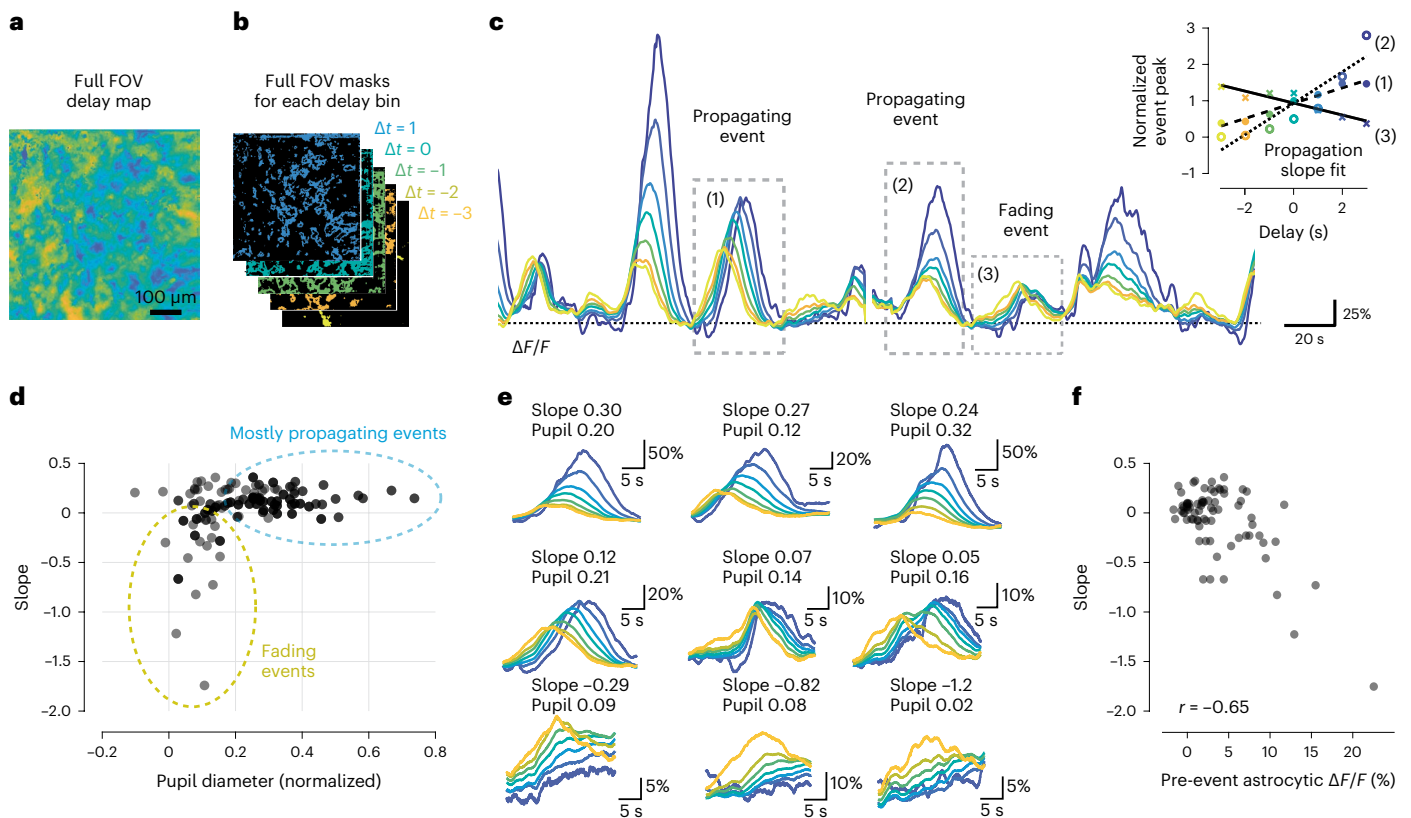 a
Full FOV
delay map
100 µm
b
Full FOV masks
for each delay bin
Δt = 1
Δt = 0
Δt = −1
Δt = −2
Δt = −3
c
Propagating
event
(1)
Propagating
event
(2)
Fading
event
(3)
ΔF/F
25%
20 s
Normalized
event peak
3
2
1
0
−1
(2)
(1)
(3)
Propagation
slope fit
−2
0
2
Delay (s)
d
Mostly propagating events
Fading
events
Slope
0.5
0
−0.5
−1.0
−1.5
−2.0
−0.2
0
0.2
0.4
0.6
0.8
Pupil diameter (normalized)
e
Slope 0.30
Pupil 0.20
50%
5 s
Slope 0.27
Pupil 0.12
20%
5 s
Slope 0.24
Pupil 0.32
50%
5 s
Slope 0.12
Pupil 0.21
20%
5 s
Slope 0.07
Pupil 0.14
10%
5 s
Slope 0.05
Pupil 0.16
10%
5 s
Slope −0.29
Pupil 0.09
5%
5 s
Slope −0.82
Pupil 0.08
10%
5 s
Slope −1.2
Pupil 0.02
5%
5 s
f
Slope
0.5
0
−0.5
−1.0
−1.5
−2.0
r = −0.65
0
5
10
20
Pre-event astrocytic ΔF/F (%)